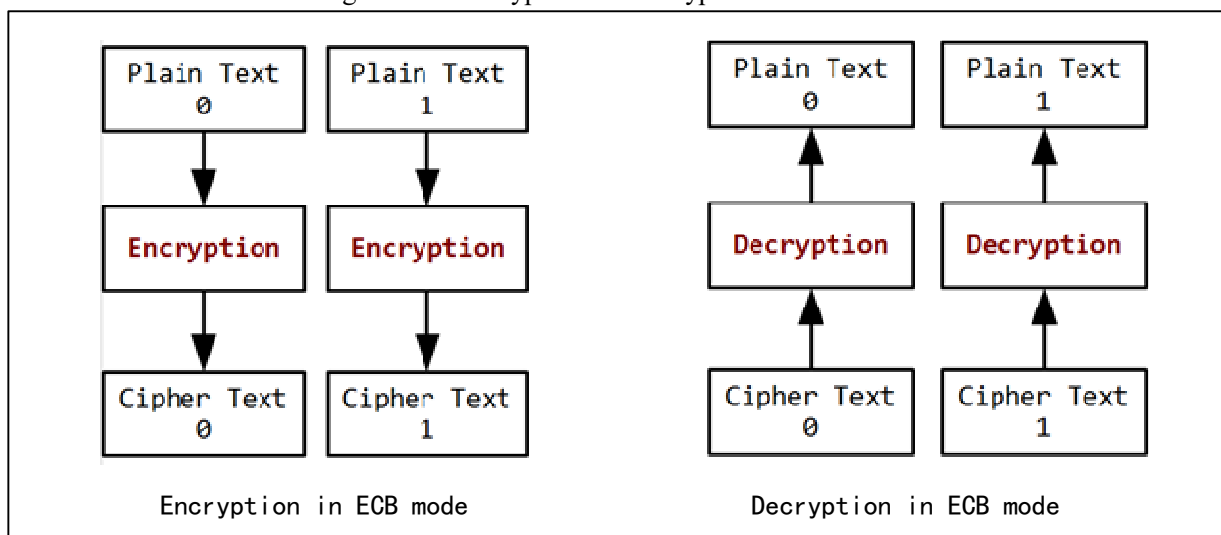 Plain Text Plain Text Plain Text Plain Text
0 1 0 1
Encryption Encryption Decryption Decryption
Cipher Text Cipher Text Cipher Text Cipher Text
0 1 0 1
Encryption in ECB mode Decryption in ECB mode